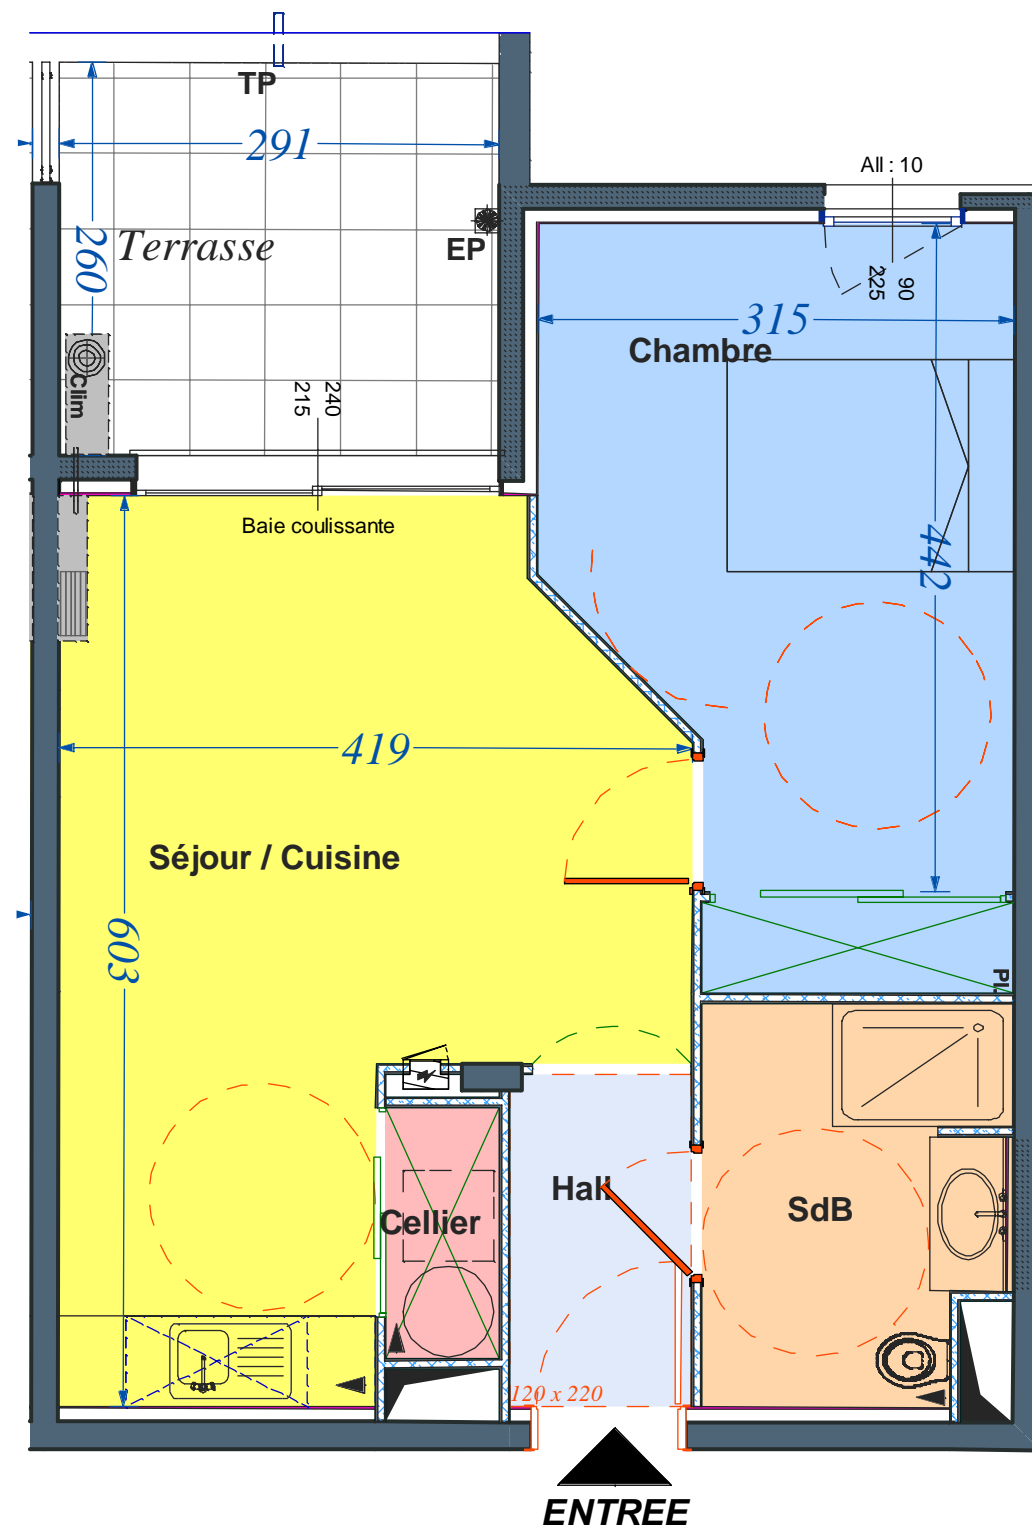 TP
291
All : 10
Terrasse
EP
260
90
225
315
Chambre
Clim
240
215
Baie coulissante
442
419
Séjour / Cuisine
603
Pl.
Hall
Cellier
SdB
120 x 220
ENTREE